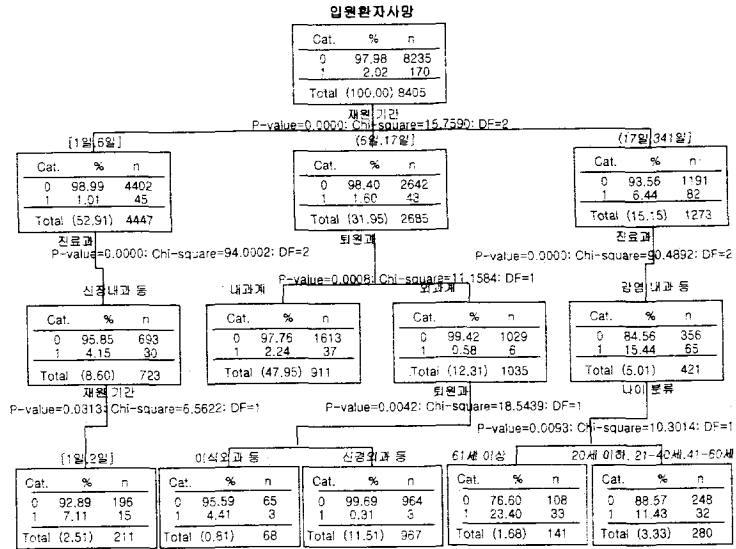 입원환자사망
Cat. % n
0 97.98 8235
1 2.02 170
Total (100.00) 8405
재원 기간
P-value=0.0000: Chi-square=15.7590: DF=2
[1일,6일] (6일,17일] (17일,341일]
Cat. % n
0 98.99 4402
1 1.01 45
Total (52.91) 4447
Cat. % n
0 98.40 2642
1 1.60 43
Total (31.95) 2685
Cat. % n
0 93.56 1191
1 6.44 82
Total (15.15) 1273
진료과
P-value=0.0000: Chi-square=94.0002: DF=2
퇴원과
P-value=0.0008: Chi-square=11.1584: DF=1
진료과
P-value=0.0000: Chi-square=90.4892: DF=2
신장내과 등 내과계 외과계 감염 내과 등
Cat. % n
0 95.85 693
1 4.15 30
Total (8.60) 723
Cat. % n
0 97.76 1613
1 2.24 37
Total (47.95) 911
Cat. % n
0 99.42 1029
1 0.58 6
Total (12.31) 1035
Cat. % n
0 84.56 356
1 15.44 65
Total (5.01) 421
재원 기간
P-value=0.0313: Chi-square=6.5622: DF=1
퇴원과
P-value=0.0042: Chi-square=18.5439: DF=1
나이 분류
P-value=0.0093: Chi-square=10.3014: DF=1
[1일,2일] 이식외과 등 신경외과 등 61세 이상 20세 이하, 21-40세,41-60세
Cat. % n
0 92.89 196
1 7.11 15
Total (2.51) 211
Cat. % n
0 95.59 65
1 4.41 3
Total (0.81) 68
Cat. % n
0 99.69 964
1 0.31 3
Total (11.51) 967
Cat. % n
0 76.60 108
1 23.40 33
Total (1.68) 141
Cat. % n
0 88.57 248
1 11.43 32
Total (3.33) 280